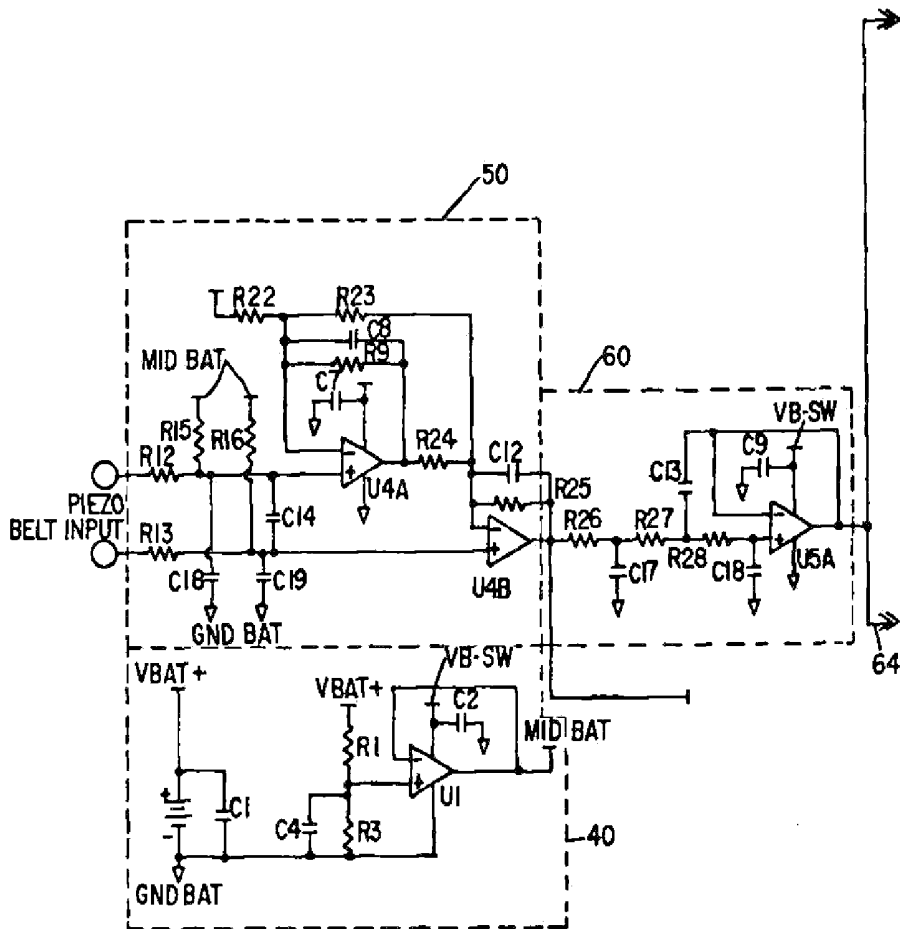 50
R22
R23
C8
R9
MID BAT
C7
60
VB-SW
R15
R16
R24
C9
R12
C12
C13
U4A
PIEZO
BELT INPUT
C14
R25
R26
R27
R13
R28
U5A
C18
C19
U4B
C17
C18
GND BAT
64
VBAT+
VBAT+
VB-SW
C2
MID BAT
R1
C1
U1
C4
R3
40
GND BAT
+
-
-
+
-
+
-
+
-
+